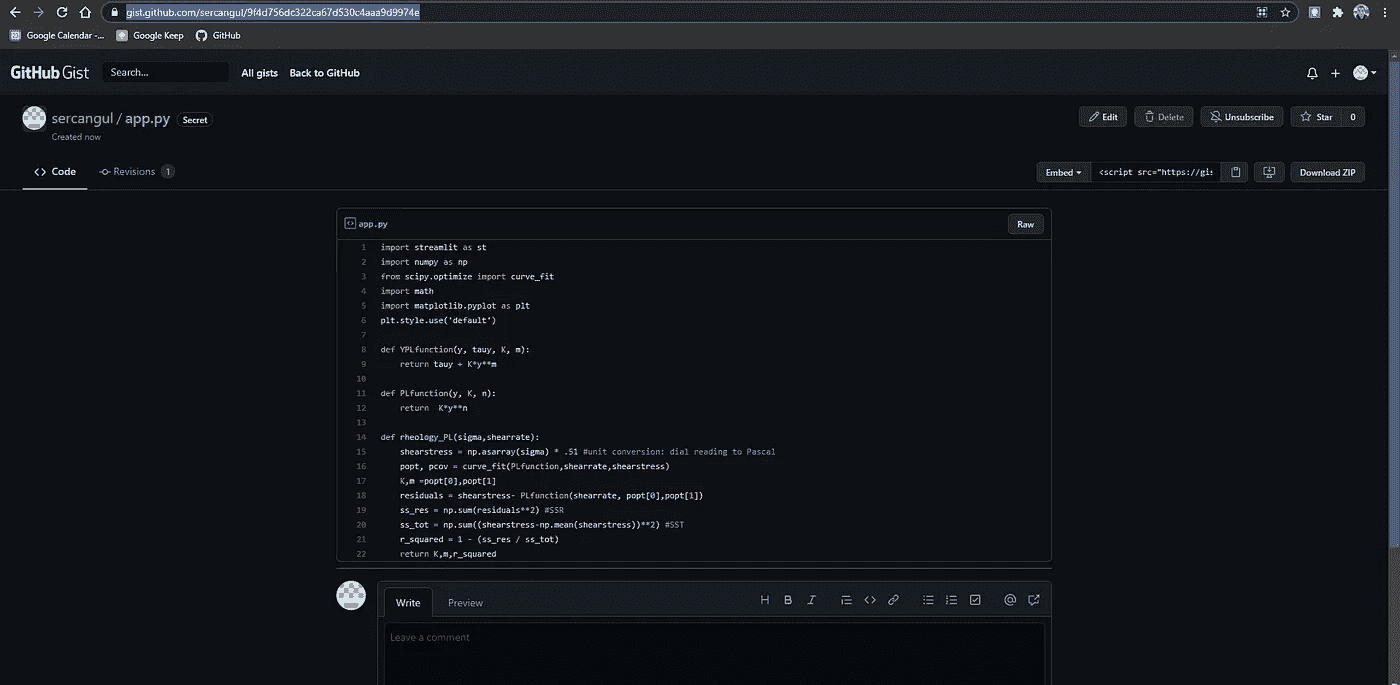 gist.github.com/sercangul/9f4d756dc322ca67d530c4aaa9d9974e
Google Calendar -... Google Keep GitHub
GitHub Gist Search... All gists Back to GitHub
sercangul / app.py Secret Edit Delete Unsubscribe Star 0
Created now
Code Revisions 1 Embed <script src="https://gis Download ZIP
app.py Raw
1 import streamlit as st
2 import numpy as np
3 from scipy.optimize import curve_fit
4 import math
5 import matplotlib.pyplot as plt
6 plt.style.use('default')
7
8 def YPLfunction(y, tauy, K, m):
9 return tauy + K*y**m
10
11 def PLfunction(y, K, n):
12 return K*y**n
13
14 def rheology_PL(sigma,shearrate):
15 shearstress = np.asarray(sigma) * .51 #unit conversion: dial reading to Pascal
16 popt, pcov = curve_fit(PLfunction,shearrate,shearstress)
17 K,m =popt[0],popt[1]
18 residuals = shearstress- PLfunction(shearrate, popt[0],popt[1])
19 ss_res = np.sum(residuals**2) #SSR
20 ss_tot = np.sum((shearstress-np.mean(shearstress))**2) #SST
21 r_squared = 1 - (ss_res / ss_tot)
22 return K,m,r_squared
Write Preview
Leave a comment